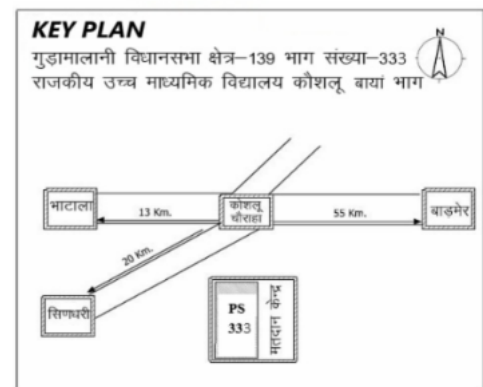 KEY PLAN
N
गुडामालानी विधानसभा क्षेत्र–139 भाग संख्या–333
राजकीय उच्च माध्यमिक विद्यालय कौशलू बायां भाग
भाटाला
13 Km.
कोशलू
चौराहा
55 Km.
बाडमेर
20 Km.
सिणधरी
PS
333
मतदान केन्द्र